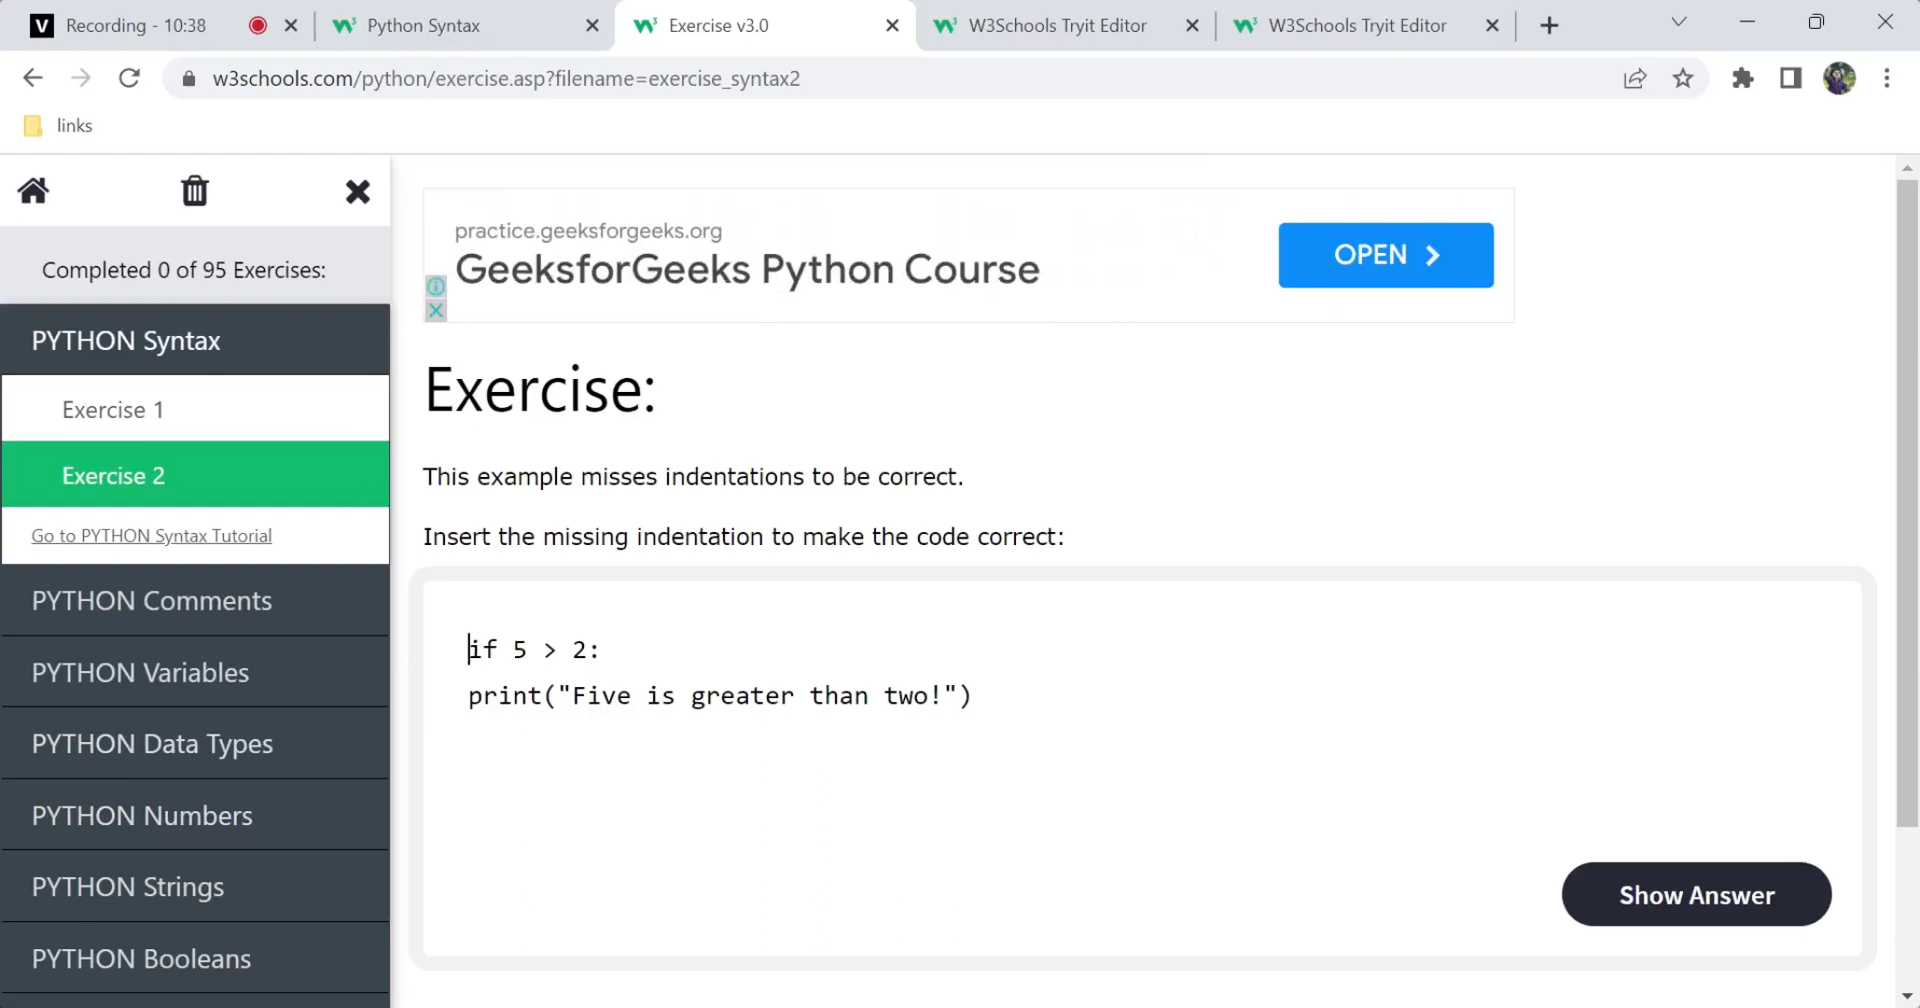 Recording - 10:38
Python Syntax
Exercise v3.0
W3Schools Tryit Editor
W3Schools Tryit Editor
w3schools.com/python/exercise.asp?filename=exercise_syntax2
links
Completed 0 of 95 Exercises:
PYTHON Syntax
Exercise 1
Exercise 2
Go to PYTHON Syntax Tutorial
PYTHON Comments
PYTHON Variables
PYTHON Data Types
PYTHON Numbers
PYTHON Strings
PYTHON Booleans
practice.geeksforgeeks.org
GeeksforGeeks Python Course
OPEN
Exercise:
This example misses indentations to be correct.
Insert the missing indentation to make the code correct:
if 5 > 2:
print("Five is greater than two!")
Show Answer